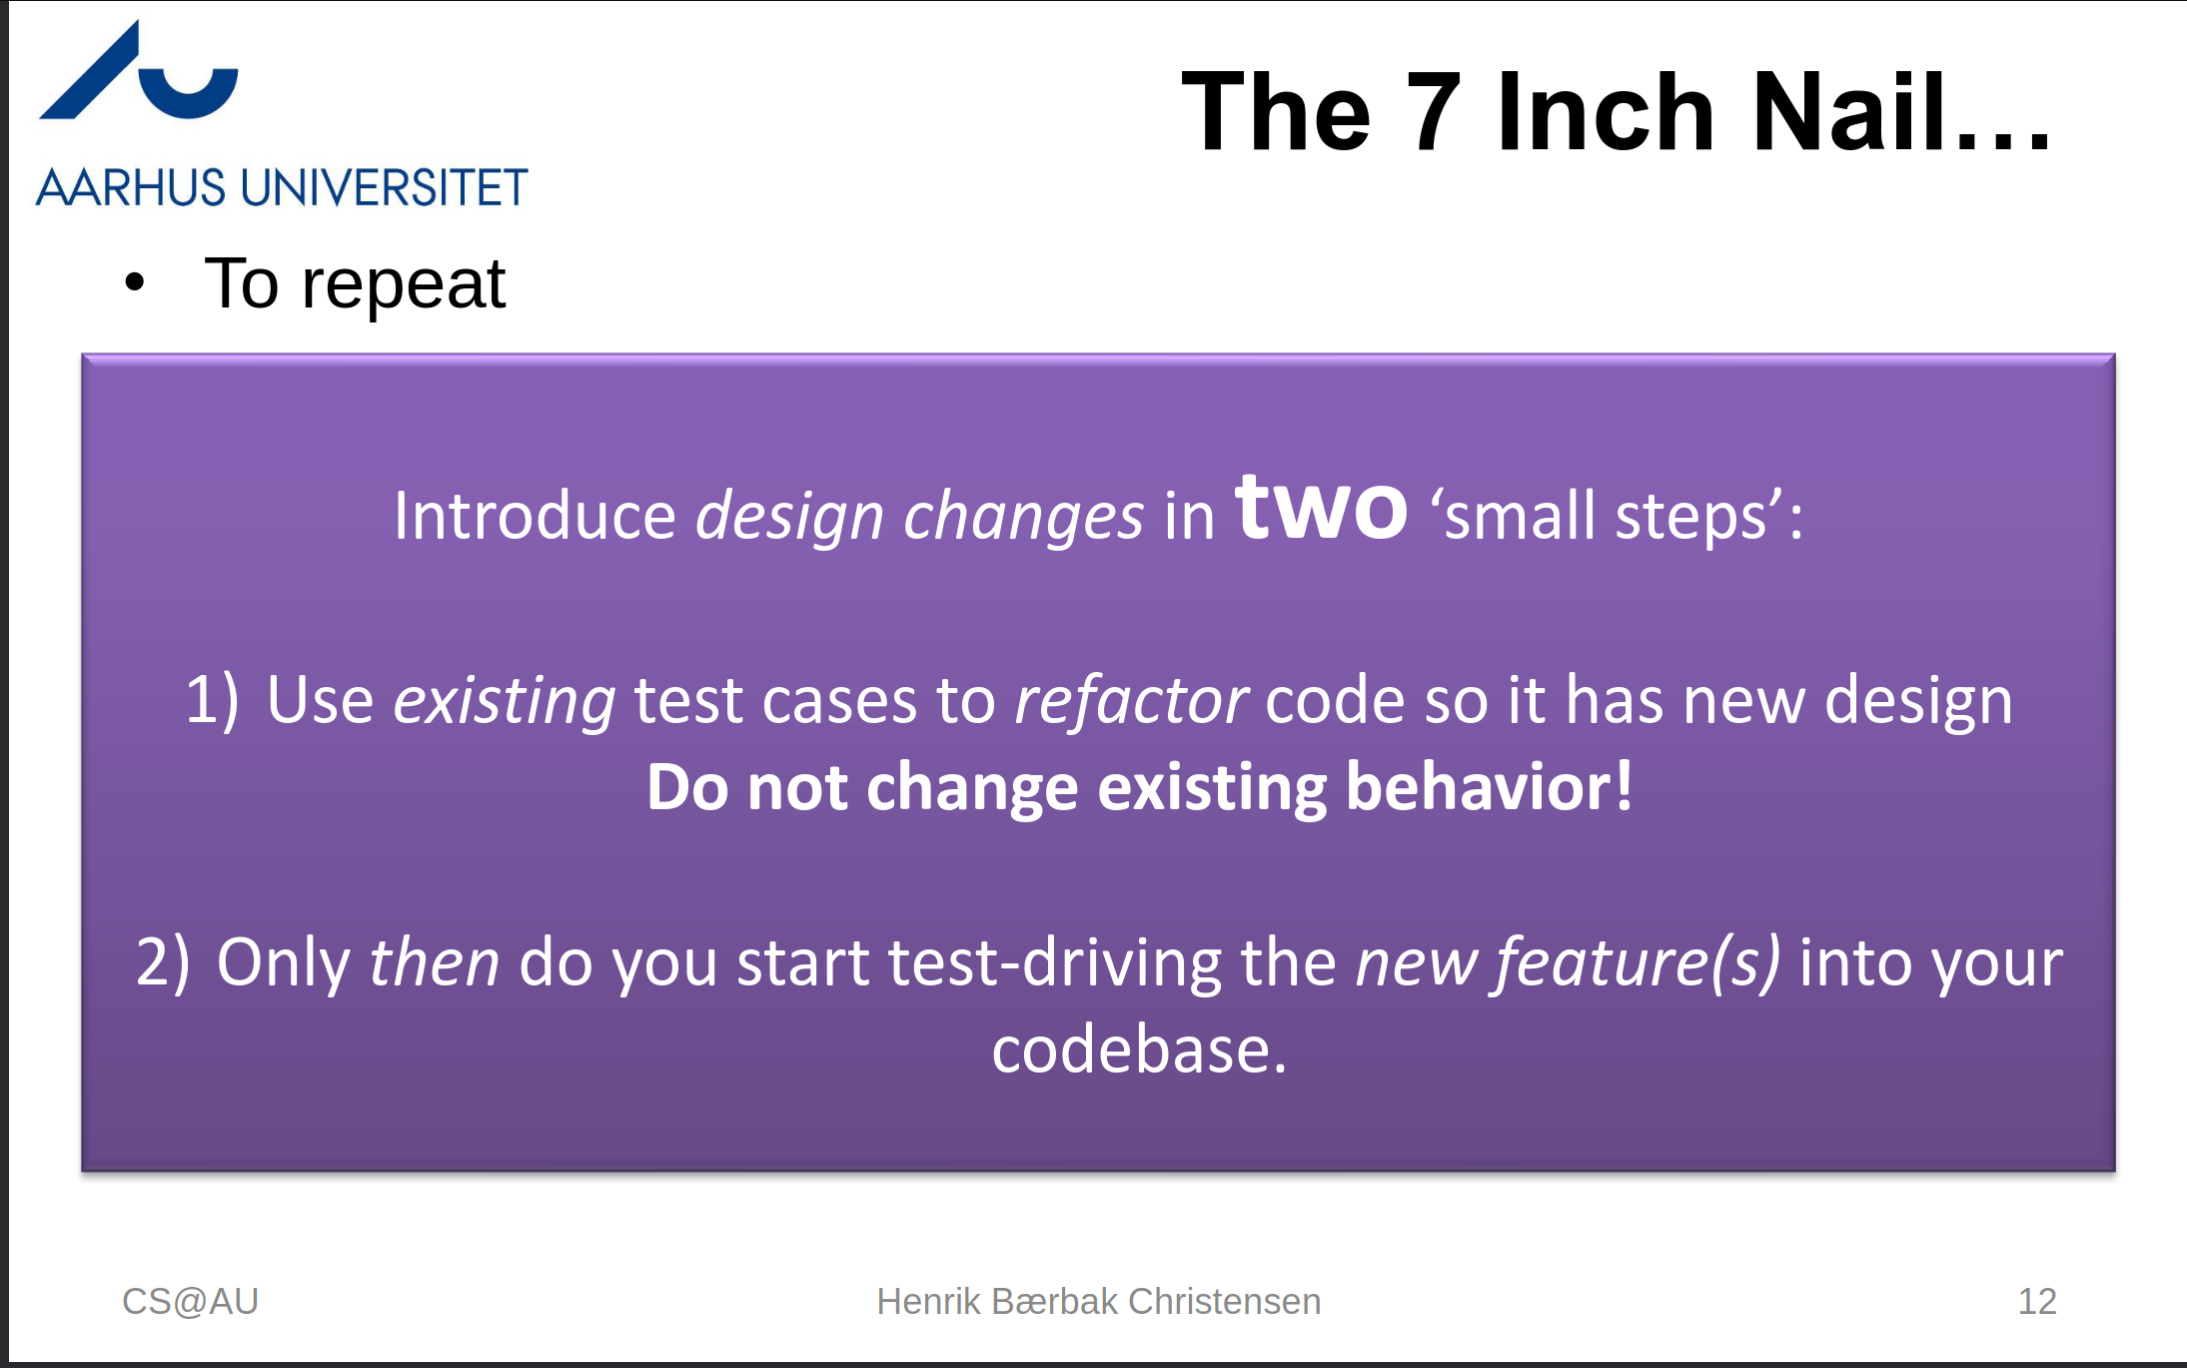 AARHUS UNIVERSITET
The 7 Inch Nail…
• To repeat
Introduce design changes in two ‘small steps’:
1) Use existing test cases to refactor code so it has new design
Do not change existing behavior!
2) Only then do you start test-driving the new feature(s) into your
codebase.
CS@AU
Henrik Bærbak Christensen
12